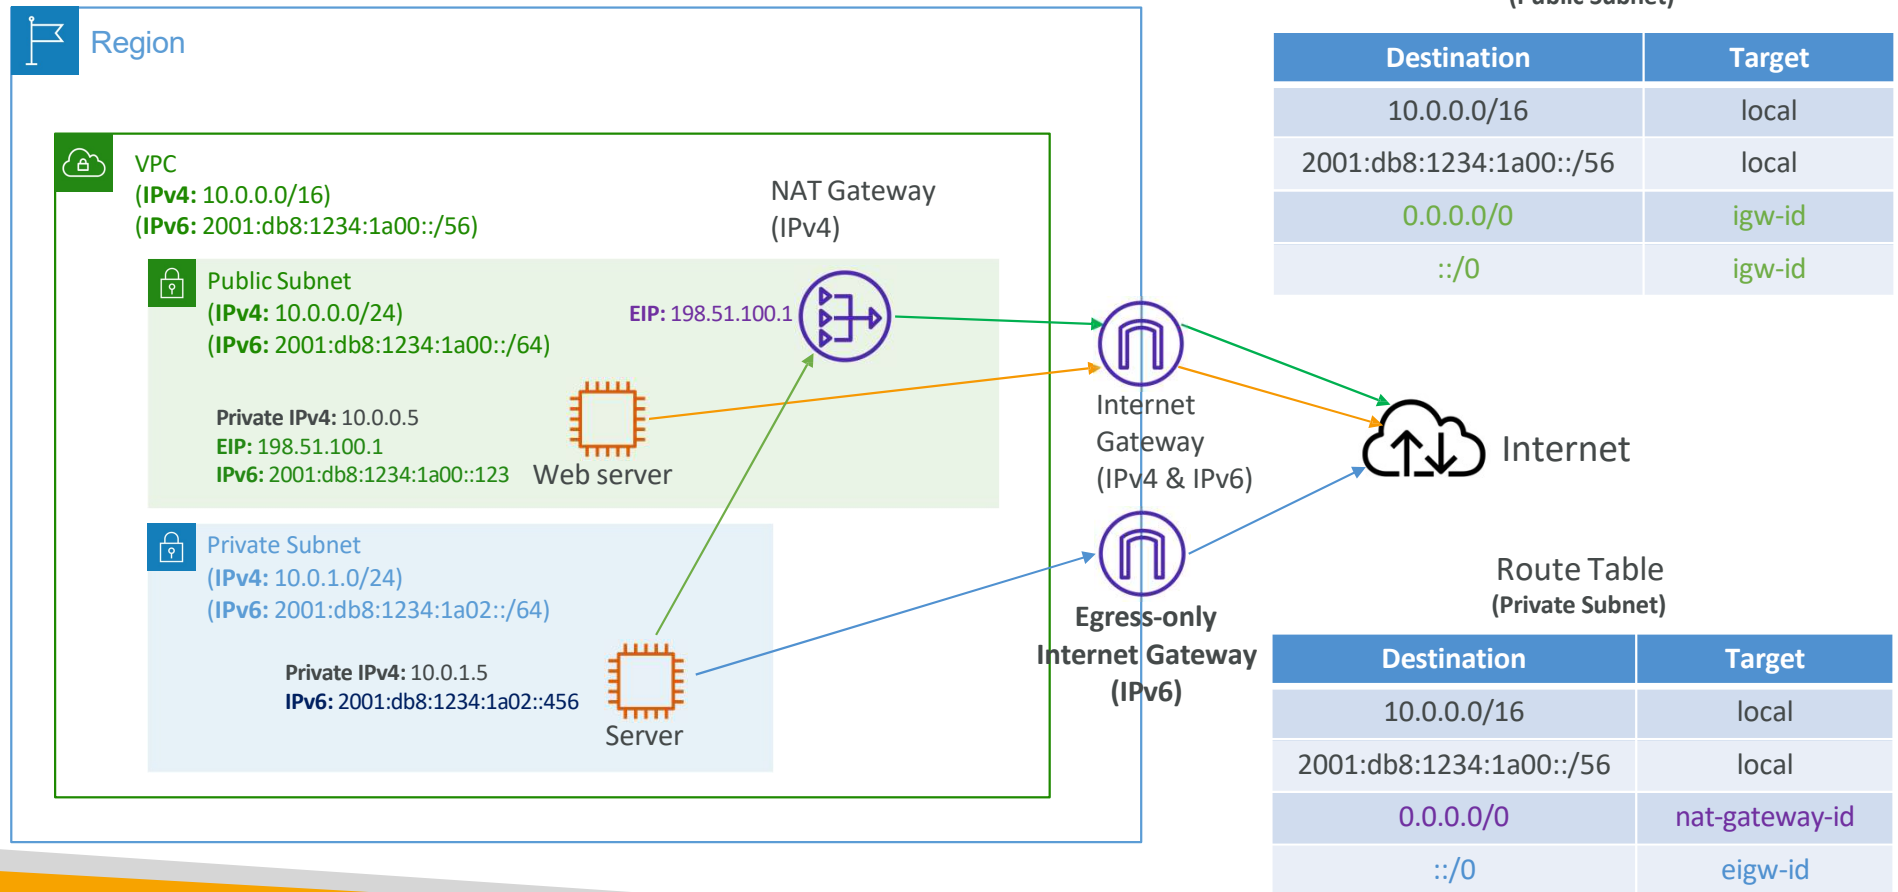 (Public Subnet)
Region
Destination Target
10.0.0.0/16 local
2001:db8:1234:1a00::/56 local
0.0.0.0/0 igw-id
::/0 igw-id
VPC
(IPv4: 10.0.0.0/16)
(IPv6: 2001:db8:1234:1a00::/56)
NAT Gateway
(IPv4)
Public Subnet
(IPv4: 10.0.0.0/24)
(IPv6: 2001:db8:1234:1a00::/64)
EIP: 198.51.100.1
Private IPv4: 10.0.0.5
EIP: 198.51.100.1
IPv6: 2001:db8:1234:1a00::123
Web server
Internet
Gateway
(IPv4 & IPv6)
Internet
Private Subnet
(IPv4: 10.0.1.0/24)
(IPv6: 2001:db8:1234:1a02::/64)
Private IPv4: 10.0.1.5
IPv6: 2001:db8:1234:1a02::456
Server
Egress-only
Internet Gateway
(IPv6)
Route Table
(Private Subnet)
Destination Target
10.0.0.0/16 local
2001:db8:1234:1a00::/56 local
0.0.0.0/0 nat-gateway-id
::/0 eigw-id